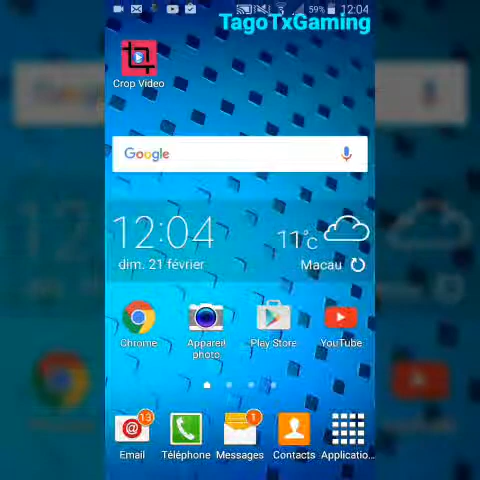 59% 12:04
TagoTxGaming
Crop Video
Google
12:04
11°c
dim. 21 février
Macau
Chrome
Appareil photo
Play Store
YouTube
13
1
Email
Téléphone
Messages
Contacts
Applicatio...